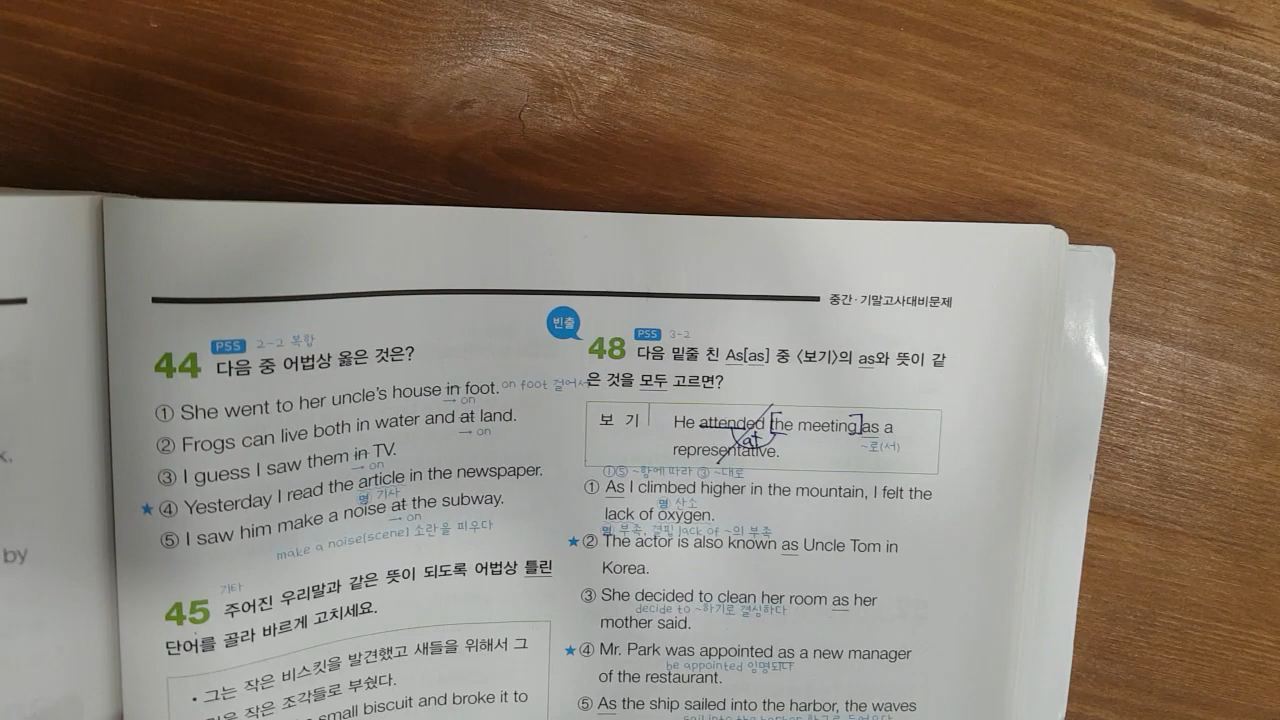 중간·기말고사대비문제
k.
by
PSS 2-2 복합
44 다음 중 어법상 옳은 것은?
① She went to her uncle's house in foot. on foot 걸어서
→ on
② Frogs can live both in water and at land.
→ on
③ I guess I saw them in TV.
→ on
★ ④ Yesterday I read the article in the newspaper.
명 기사
⑤ I saw him make a noise at the subway.
→ on
make a noise[scene] 소란을 피우다
기타
45 주어진 우리말과 같은 뜻이 되도록 어법상 틀린
단어를 골라 바르게 고치세요.
• 그는 작은 비스킷을 발견했고 새들을 위해서 그
작은 조각들로 부쉈다.
small biscuit and broke it to
빈출
PSS 3-2
48 다음 밑줄 친 As[as] 중 〈보기〉의 as와 뜻이 같
은 것을 모두 고르면?
보 기 He attended [the meeting] as a
at
~로(서)
representative.
①⑤ ~함에 따라 ③ ~대로
① As I climbed higher in the mountain, I felt the
명 산소
lack of oxygen.
명 부족, 결핍 lack of ~의 부족
★ ② The actor is also known as Uncle Tom in
Korea.
③ She decided to clean her room as her
decide to ~하기로 결심하다
mother said.
★ ④ Mr. Park was appointed as a new manager
be appointed 임명되다
of the restaurant.
⑤ As the ship sailed into the harbor, the waves